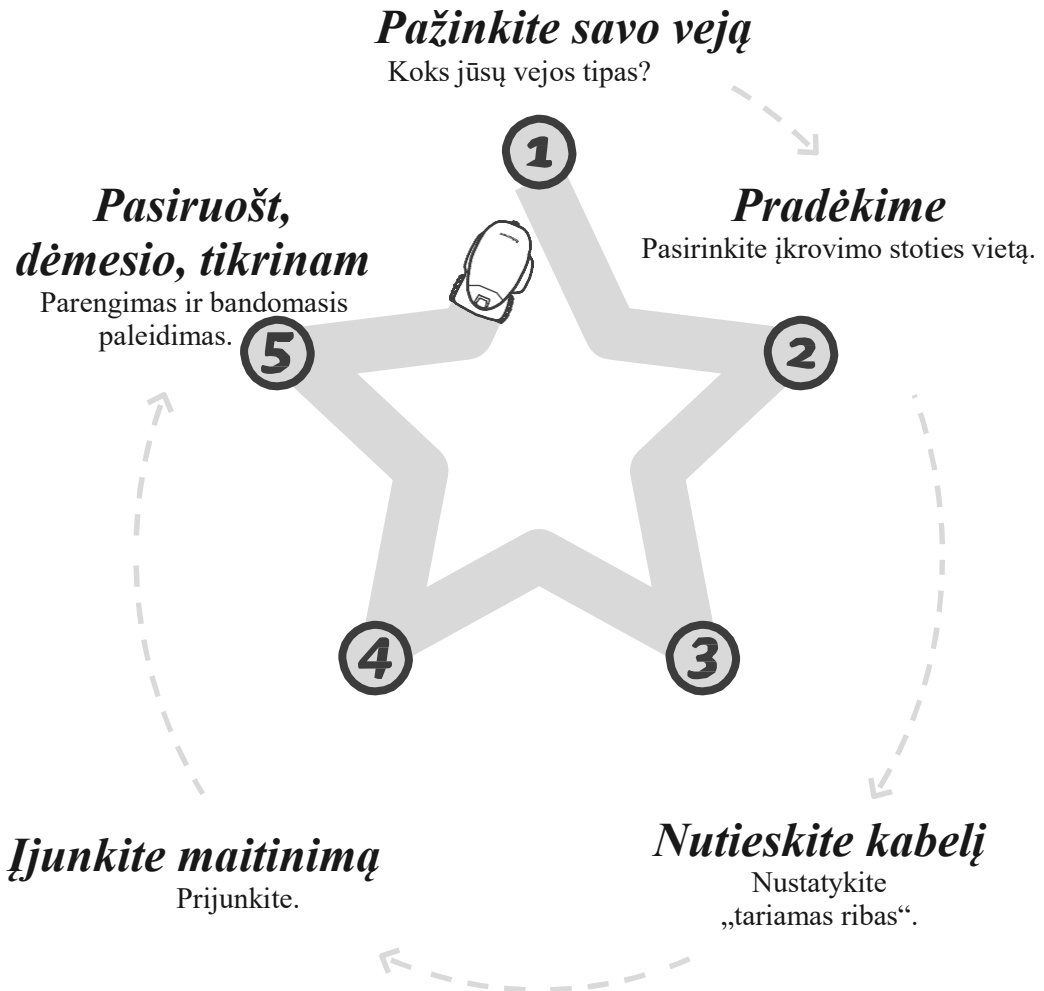 Pažinkite savo veją
Koks jūsų vejos tipas?
1
Pradėkime
Pasirinkite įkrovimo stoties vietą.
2
Nutieskite kabelį
Nustatykite
„tariamas ribas“.
3
Įjunkite maitinimą
Prijunkite.
4
Pasiruošt,
dėmesio, tikrinam
Parengimas ir bandomasis
paleidimas.
5